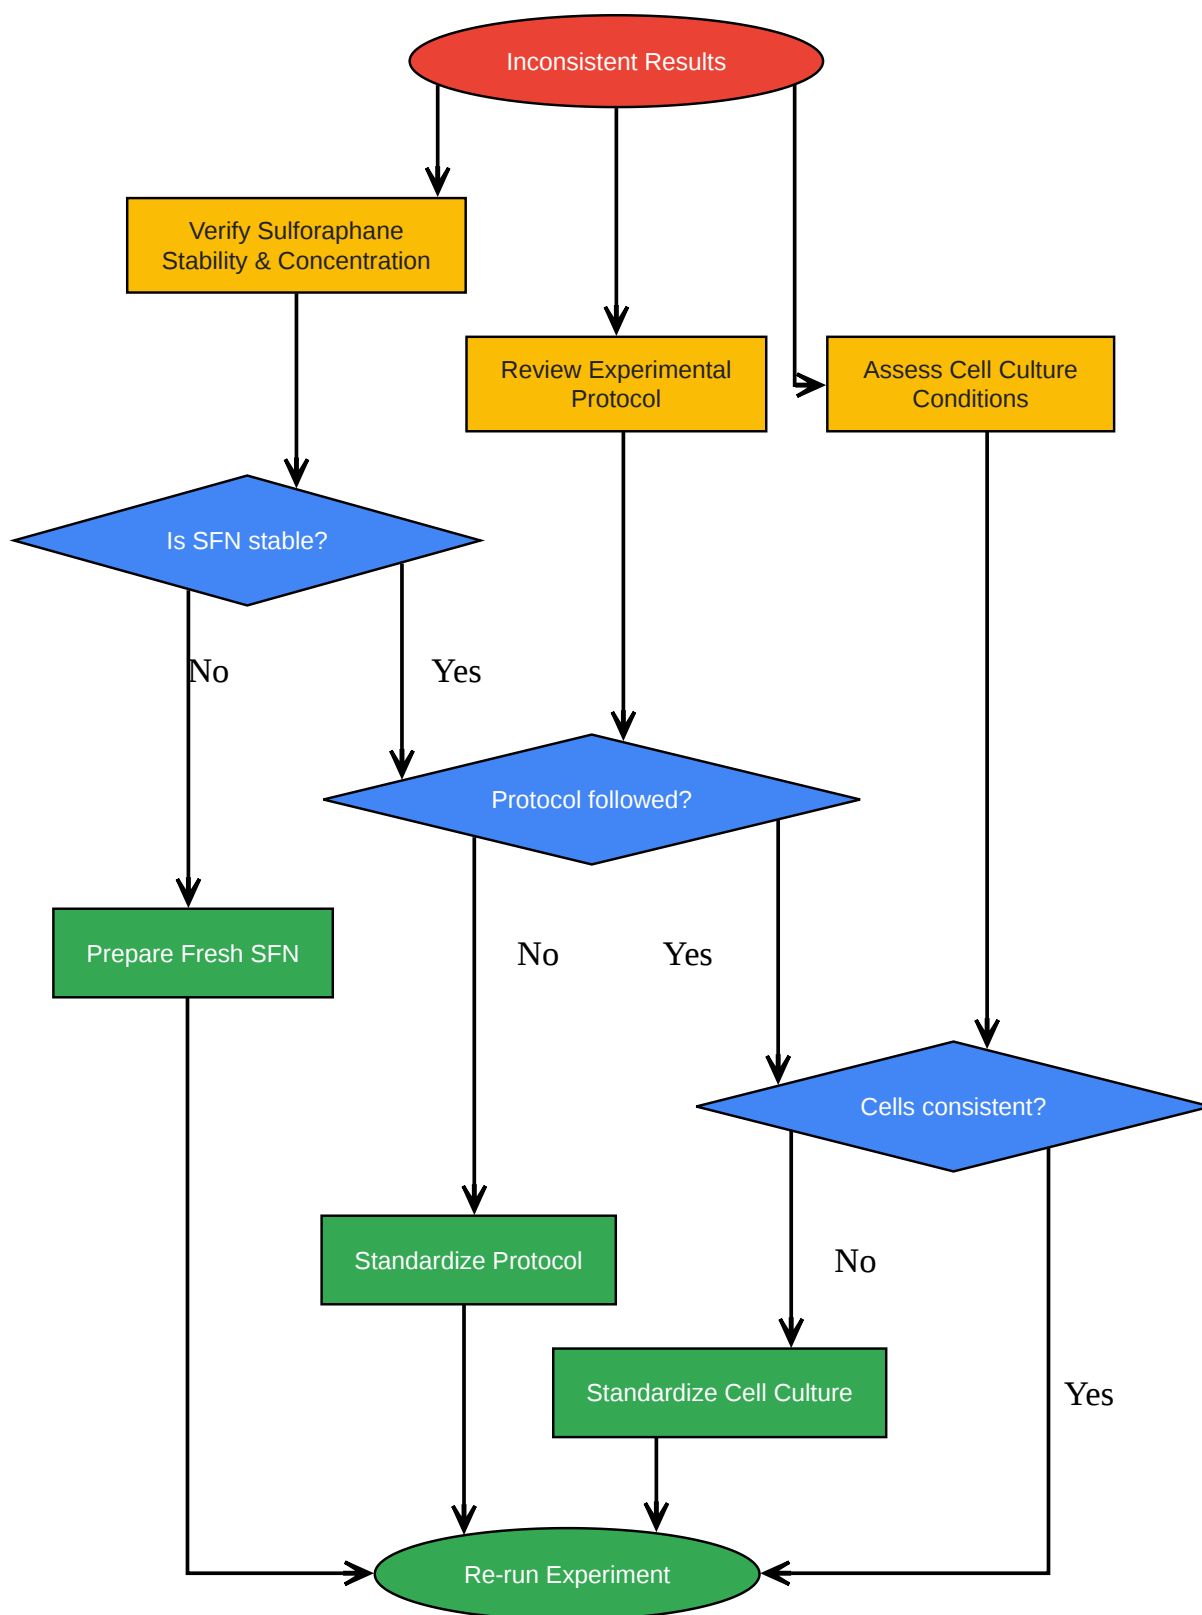 Inconsistent Results
Verify Sulforaphane
Stability & Concentration
Review Experimental
Protocol
Assess Cell Culture
Conditions
Is SFN stable?
No
Yes
Protocol followed?
Prepare Fresh SFN
No
Yes
Cells consistent?
Standardize Protocol
No
Standardize Cell Culture
Yes
Re-run Experiment